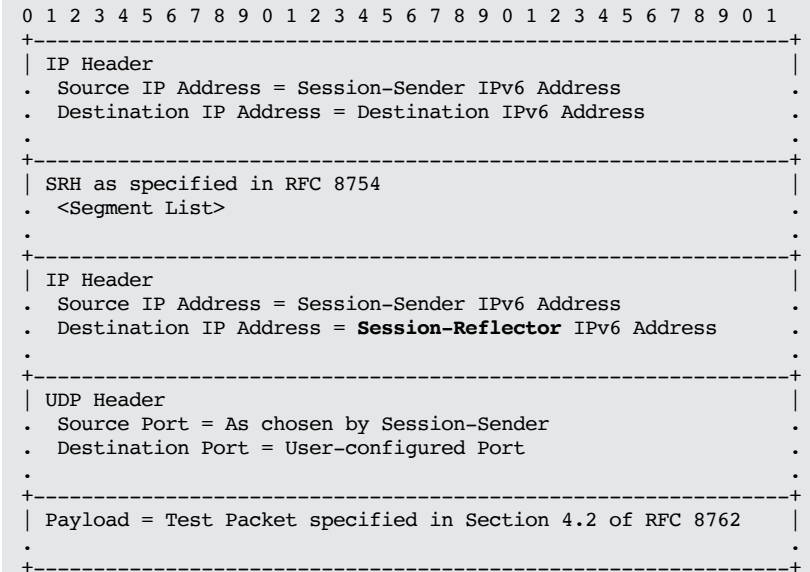 0 1 2 3 4 5 6 7 8 9 0 1 2 3 4 5 6 7 8 9 0 1 2 3 4 5 6 7 8 9 0 1
+---------------------------------------------------------------+
| IP Header                                                     |
.  Source IP Address = Session-Sender IPv6 Address              .
.  Destination IP Address = Destination IPv6 Address            .
.                                                               .
+---------------------------------------------------------------+
| SRH as specified in RFC 8754                                  |
.  <Segment List>                                               .
.                                                               .
+---------------------------------------------------------------+
| IP Header                                                     |
.  Source IP Address = Session-Sender IPv6 Address              .
.  Destination IP Address = Session-Reflector IPv6 Address      .
.                                                               .
+---------------------------------------------------------------+
| UDP Header                                                    |
.  Source Port = As chosen by Session-Sender                    .
.  Destination Port = User-configured Port                      .
.                                                               .
+---------------------------------------------------------------+
| Payload = Test Packet specified in Section 4.2 of RFC 8762    |
.                                                               .
+---------------------------------------------------------------+